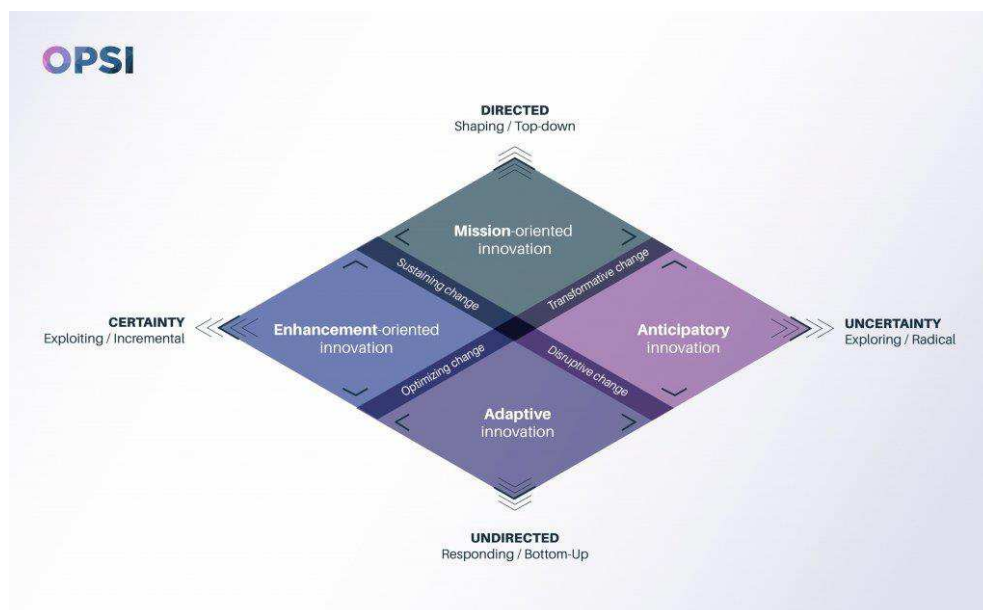 OPSI
DIRECTED
Shaping / Top-down
Mission-oriented
innovation
Sustaining change
Transformative change
CERTAINTY
Exploiting / Incremental
Enhancement-oriented
innovation
Anticipatory
innovation
UNCERTAINTY
Exploring / Radical
Optimizing change
Disruptive change
Adaptive
innovation
UNDIRECTED
Responding / Bottom-Up